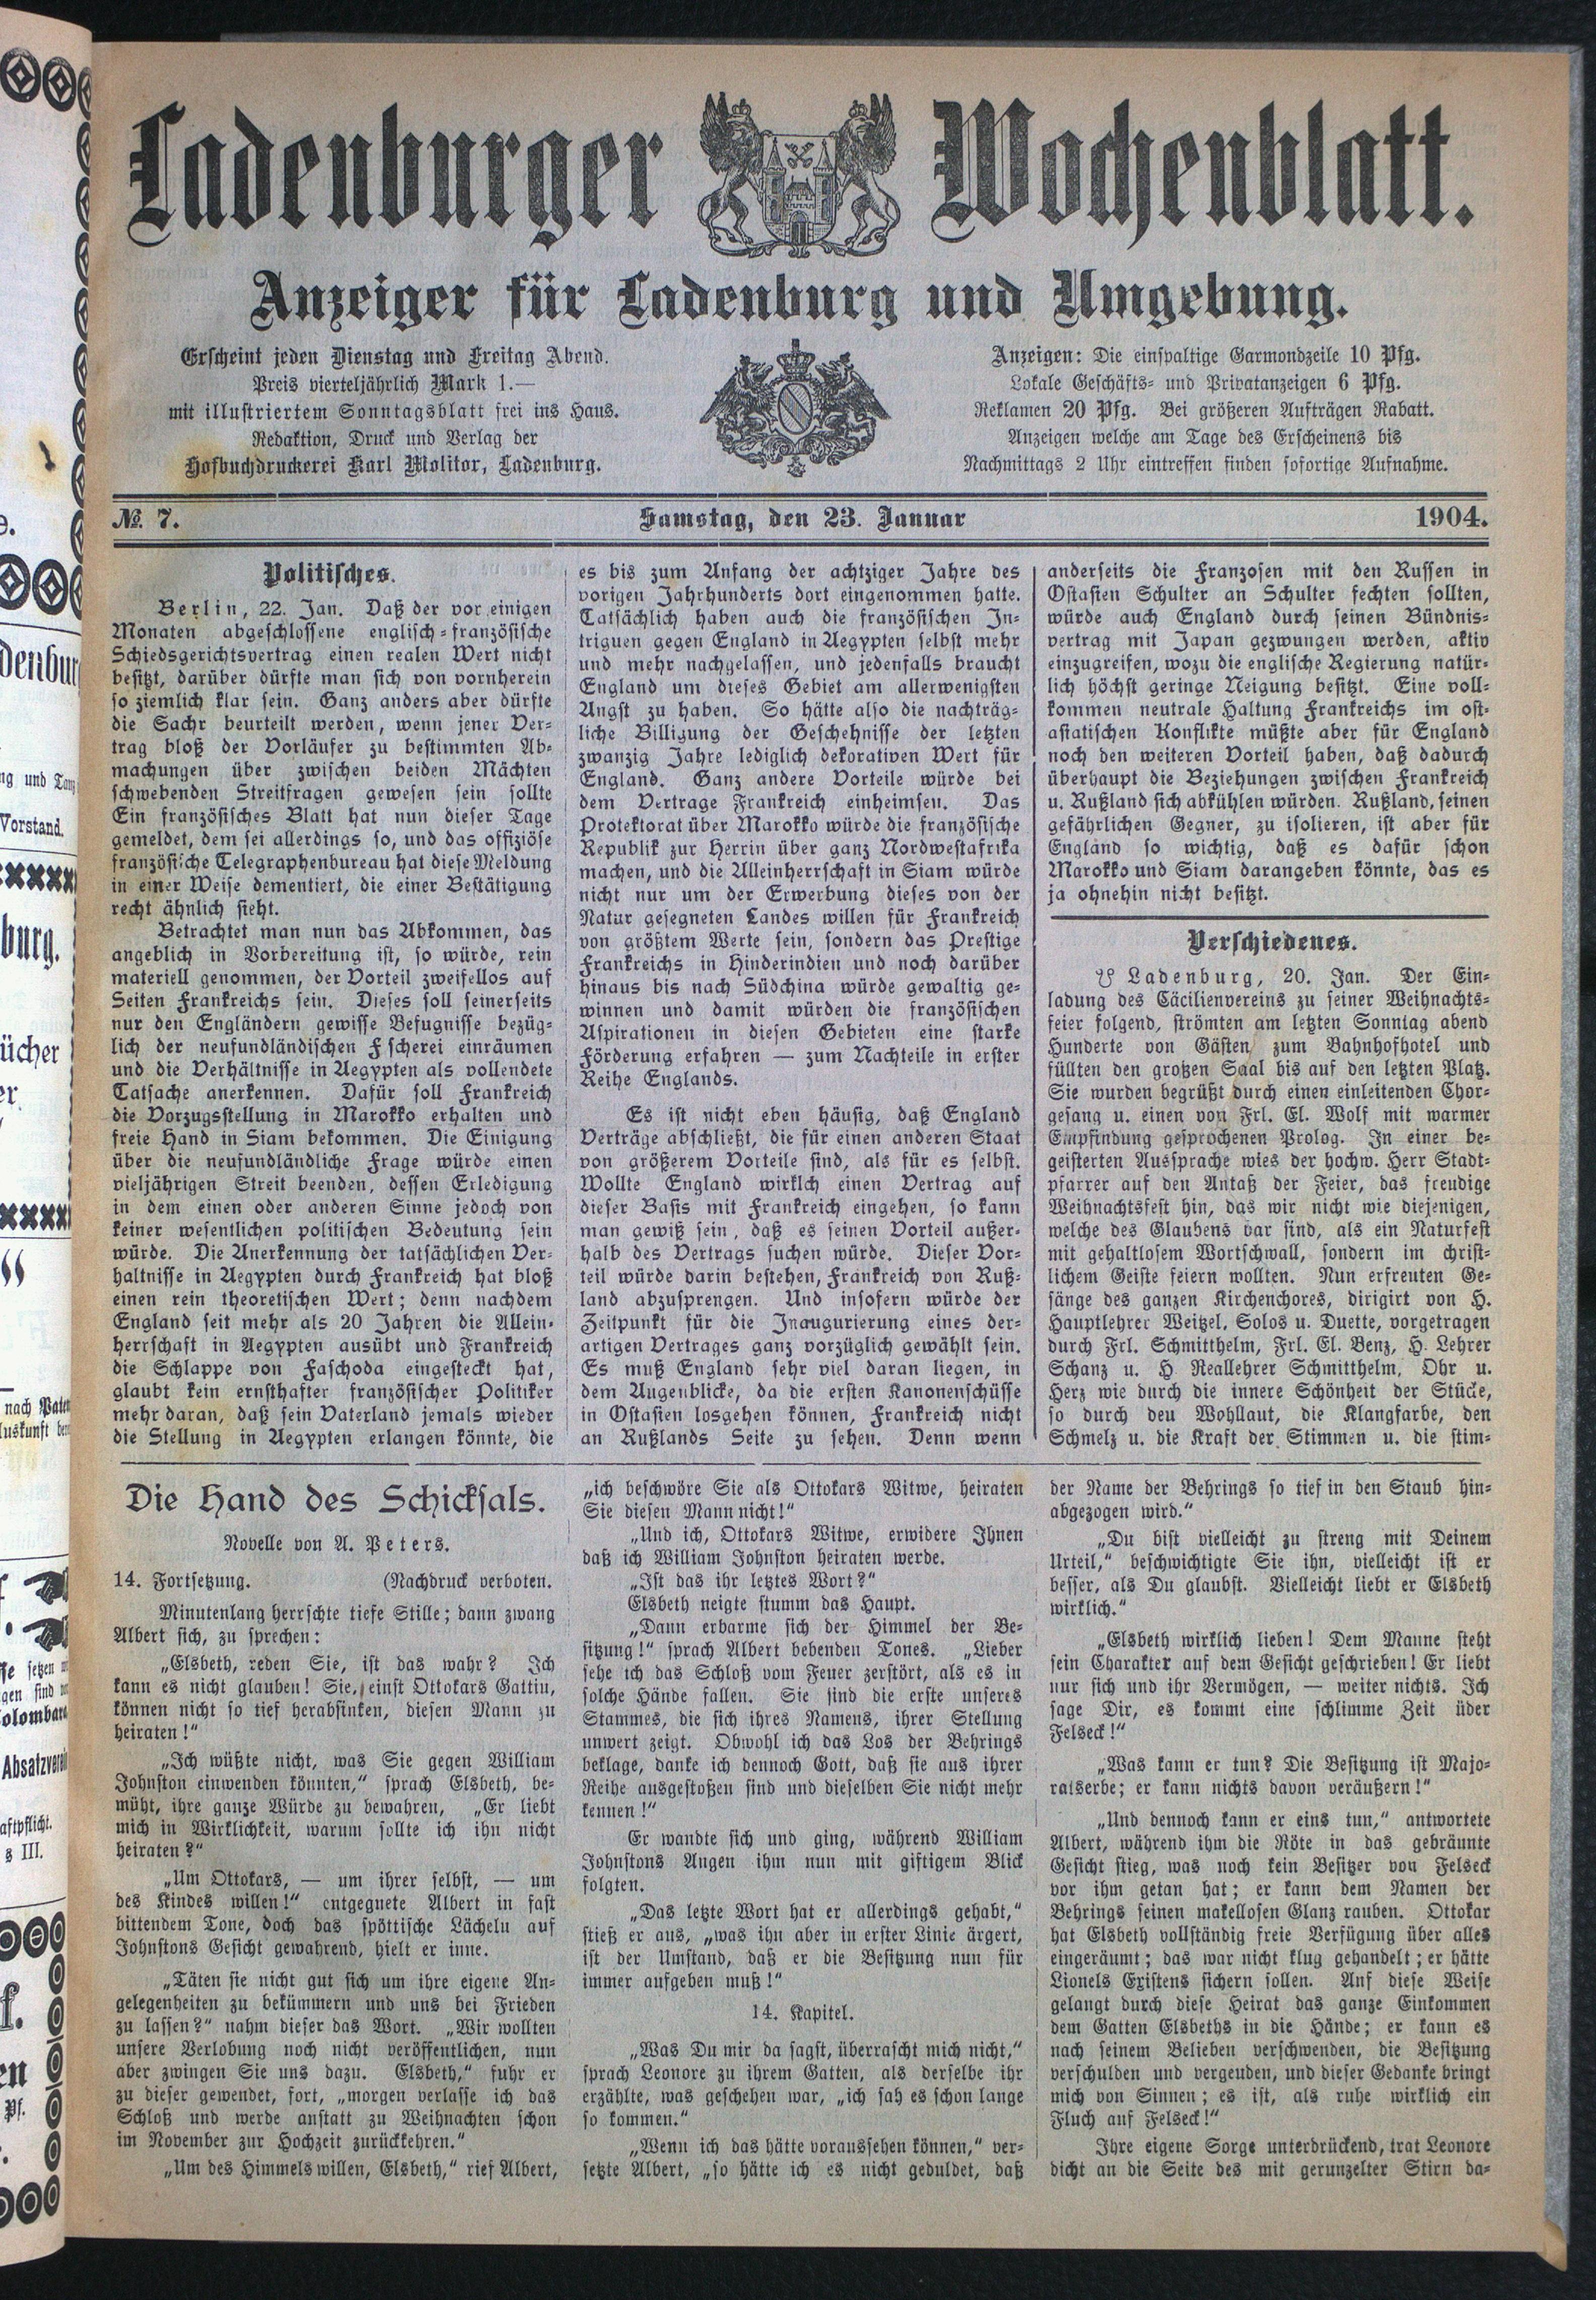 Ladenburger Wochenblatt.
Anzeiger für Ladenburg und Umgebung.
Erscheint jeden Dienstag und Freitag Abend.
Preis vierteljährlich Mark 1.—
mit illustriertem Sonntagsblatt frei ins Haus.
Redaktion, Druck und Verlag der
Hofbuchdruckerei Karl Molitor, Ladenburg.
Anzeigen: Die einspaltige Garmondzeile 10 Pfg.
Lokale Geschäfts- und Privatanzeigen 6 Pfg.
Reklamen 20 Pfg. Bei größeren Aufträgen Rabatt.
Anzeigen welche am Tage des Erscheinens bis
Nachmittags 2 Uhr eintreffen finden sofortige Aufnahme.
№ 7. Samstag, den 23. Januar 1904.
Politisches.
Berlin, 22. Jan. Daß der vor einigen
Monaten abgeschlossene englisch-französische
Schiedsgerichtsvertrag einen realen Wert nicht
besitzt, darüber dürfte man sich von vornherein
so ziemlich klar sein. Ganz anders aber dürfte
die Sachr beurteilt werden, wenn jener Ver-
trag bloß der Vorläufer zu bestimmten Ab-
machungen über zwischen beiden Mächten
schwebenden Streitfragen gewesen sein sollte
Ein französisches Blatt hat nun dieser Tage
gemeldet, dem sei allerdings so, und das offiziöse
französische Telegraphenbureau hat diese Meldung
in einer Weise dementiert, die einer Bestätigung
recht ähnlich sieht.
Betrachtet man nun das Abkommen, das
angeblich in Vorbereitung ist, so würde, rein
materiell genommen, der Vorteil zweifellos auf
Seiten Frankreichs sein. Dieses soll seinerseits
nur den Engländern gewisse Befugnisse bezüg-
lich der neufundländischen F scherei einräumen
und die Verhältnisse in Aegypten als vollendete
Tatsache anerkennen. Dafür soll Frankreich
die Vorzugsstellung in Marokko erhalten und
freie Hand in Siam bekommen. Die Einigung
über die neufundländliche Frage würde einen
vieljährigen Streit beenden, dessen Erledigung
in dem einen oder anderen Sinne jedoch von
keiner wesentlichen politischen Bedeutung sein
würde. Die Anerkennung der tatsächlichen Ver-
haltnisse in Aegypten durch Frankreich hat bloß
einen rein theoretischen Wert; denn nachdem
England seit mehr als 20 Jahren die Allein-
herrschaft in Aegypten ausübt und Frankreich
die Schlappe von Faschoda eingesteckt hat,
glaubt kein ernsthafter französischer Politiker
mehr daran, daß sein Vaterland jemals wieder
die Stellung in Aegypten erlangen könnte, die
es bis zum Anfang der achtziger Jahre des
vorigen Jahrhunderts dort eingenommen hatte.
Tatsächlich haben auch die französischen In-
triguen gegen England in Aegypten selbst mehr
und mehr nachgelassen, und jedenfalls braucht
England um dieses Gebiet am allerwenigsten
Angst zu haben. So hätte also die nachträg-
liche Billigung der Geschehnisse der letzten
zwanzig Jahre lediglich dekorativen Wert für
England. Ganz andere Vorteile würde bei
dem Vertrage Frankreich einheimsen. Das
Protektorat über Marokko würde die französische
Republik zur Herrin über ganz Nordwestafrika
machen, und die Alleinherrschaft in Siam würde
nicht nur um der Erwerbung dieses von der
Natur gesegneten Landes willen für Frankreich
von größtem Werte sein, sondern das Prestige
Frankreichs in Hinderindien und noch darüber
hinaus bis nach Südchina würde gewaltig ge-
winnen und damit würden die französischen
Aspirationen in diesen Gebieten eine starke
Förderung erfahren — zum Nachteile in erster
Reihe Englands.
Es ist nicht eben häufig, daß England
Verträge abschließt, die für einen anderen Staat
von größerem Vorteile sind, als für es selbst.
Wollte England wirklch einen Vertrag auf
dieser Basis mit Frankreich eingehen, so kann
man gewiß sein, daß es seinen Vorteil außer-
halb des Vertrags suchen würde. Dieser Vor-
teil würde darin bestehen, Frankreich von Ruß-
land abzusprengen. Und insofern würde der
Zeitpunkt für die Inaugurierung eines der-
artigen Vertrages ganz vorzüglich gewählt sein.
Es muß England sehr viel daran liegen, in
dem Augenblicke, da die ersten Kanonenschüsse
in Ostasien losgehen können, Frankreich nicht
an Rußlands Seite zu sehen. Denn wenn
anderseits die Franzosen mit den Russen in
Ostasien Schulter an Schulter fechten sollten,
würde auch England durch seinen Bündnis-
vertrag mit Japan gezwungen werden, aktiv
einzugreifen, wozu die englische Regierung natür-
lich höchst geringe Neigung besitzt. Eine voll-
kommen neutrale Haltung Frankreichs im ost-
asiatischen Konflikte müßte aber für England
noch den weiteren Vorteil haben, daß dadurch
überhaupt die Beziehungen zwischen Frankreich
u. Rußland sich abkühlen würden. Rußland, seinen
gefährlichen Gegner, zu isolieren, ist aber für
England so wichtig, daß es dafür schon
Marokko und Siam darangeben könnte, das es
ja ohnehin nicht besitzt.
Verschiedenes.
Ladenburg, 20. Jan. Der Ein-
ladung des Cäcilienvereins zu seiner Weihnachts-
feier folgend, strömten am letzten Sonntag abend
Hunderte von Gästen zum Bahnhofhotel und
füllten den großen Saal bis auf den letzten Platz.
Sie wurden begrüßt durch einen einleitenden Chor-
gesang u. einen von Frl. El. Wolf mit warmer
Empfindung gesprochenen Prolog. In einer be-
geisterten Aussprache wies der hochw. Herr Stadt-
pfarrer auf den Antaß der Feier, das freudige
Weihnachtsfest hin, das wir nicht wie diejenigen,
welche des Glaubens bar sind, als ein Naturfest
mit gehaltlosem Wortschwall, sondern im christ-
lichem Geiste feiern wollten. Nun erfreuten Ge-
sänge des ganzen Kirchenchores, dirigirt von H.
Hauptlehrer Weitzel, Solos u. Duette, vorgetragen
durch Frl. Schmitthelm, Frl. El. Benz, H. Lehrer
Schanz u. H Reallehrer Schmitthelm, Ohr u.
Herz wie durch die innere Schönheit der Stücke,
so durch deu Wohllaut, die Klangfarbe, den
Schmelz u. die Kraft der Stimmen u. die stim-
Die Hand des Schicksals.
Novelle von A. Peters.
14. Fortsetzung. (Nachdruck verboten.
Minutenlang herrschte tiefe Stille; dann zwang
Albert sich, zu sprechen:
„Elsbeth, reden Sie, ist das wahr? Ich
kann es nicht glauben! Sie, einst Ottokars Gattin,
können nicht so tief herabsinken, diesen Mann zu
heiraten!“
„Ich wüßte nicht, was Sie gegen William
Johnston einwenden könnten,“ sprach Elsbeth, be-
müht, ihre ganze Würde zu bewahren, „Er liebt
mich in Wirklichkeit, warum sollte ich ihn nicht
heiraten?“
„Um Ottokars, — um ihrer selbst, — um
des Kindes willen!“ entgegnete Albert in fast
bittendem Tone, doch das spöttische Lächeln auf
Johnstons Gesicht gewahrend, hielt er inne.
„Täten sie nicht gut sich um ihre eigene An-
gelegenheiten zu bekümmern und uns bei Frieden
zu lassen?“ nahm dieser das Wort. „Wir wollten
unsere Verlobung noch nicht veröffentlichen, nun
aber zwingen Sie uns dazu. Elsbeth,“ fuhr er
zu dieser gewendet, fort, „morgen verlasse ich das
Schloß und werde anstatt zu Weihnachten schon
im November zur Hochzeit zurückkehren.“
„Um des Himmels willen, Elsbeth,“ rief Albert,
„ich beschwöre Sie als Ottokars Witwe, heiraten
Sie diesen Mann nicht!“
„Und ich, Ottokars Witwe, erwidere Ihnen
daß ich William Johnston heiraten werde.
„Ist das ihr letztes Wort?“
Elsbeth neigte stumm das Haupt.
„Dann erbarme sich der Himmel der Be-
sitzung!“ sprach Albert bebenden Tones. „Lieber
sehe ich das Schloß vom Feuer zerstört, als es in
solche Hände fallen. Sie sind die erste unseres
Stammes, die sich ihres Namens, ihrer Stellung
unwert zeigt. Obwohl ich das Los der Behrings
beklage, danke ich dennoch Gott, daß sie aus ihrer
Reihe ausgestoßen sind und dieselben Sie nicht mehr
kennen!“
Er wandte sich und ging, während William
Johnstons Augen ihm nun mit giftigem Blick
folgten.
„Das letzte Wort hat er allerdings gehabt,“
stieß er aus, „was ihn aber in erster Linie ärgert,
ist der Umstand, daß er die Besitzung nun für
immer aufgeben muß!“
14. Kapitel.
„Was Du mir da sagst, überrascht mich nicht,“
sprach Leonore zu ihrem Gatten, als derselbe ihr
erzählte, was geschehen war, „ich sah es schon lange
so kommen.“
„Wenn ich das hätte voraussehen können,“ ver-
setzte Albert, „so hätte ich es nicht geduldet, daß
der Name der Behrings so tief in den Staub hin-
abgezogen wird.“
„Du bist vielleicht zu streng mit Deinem
Urteil,“ beschwichtigte Sie ihn, vielleicht ist er
besser, als Du glaubst. Vielleicht liebt er Elsbeth
wirklich.“
„Elsbeth wirklich lieben! Dem Manne steht
sein Charakter auf dem Gesicht geschrieben! Er liebt
nur sich und ihr Vermögen, — weiter nichts. Ich
sage Dir, es kommt eine schlimme Zeit über
Felseck!“
„Was kann er tun? Die Besitzung ist Majo-
ratserbe; er kann nichts davon veräußern!“
„Und dennoch kann er eins tun,“ antwortete
Albert, während ihm die Röte in das gebräunte
Gesicht stieg, was noch kein Besitzer von Felseck
vor ihm getan hat; er kann dem Namen der
Behrings seinen makellosen Glanz rauben. Ottokar
hat Elsbeth vollständig freie Verfügung über alles
eingeräumt; das war nicht klug gehandelt; er hätte
Lionels Existens sichern sollen. Auf diese Weise
gelangt durch diese Heirat das ganze Einkommen
dem Gatten Elsbeths in die Hände; er kann es
nach seinem Belieben verschwenden, die Besitzung
verschulden und vergeuden, und dieser Gedanke bringt
mich von Sinnen; es ist, als ruhe wirklich ein
Fluch auf Felseck!“
Ihre eigene Sorge unterdrückend, trat Leonore
dicht an die Seite des mit gerunzelter Stirn da-